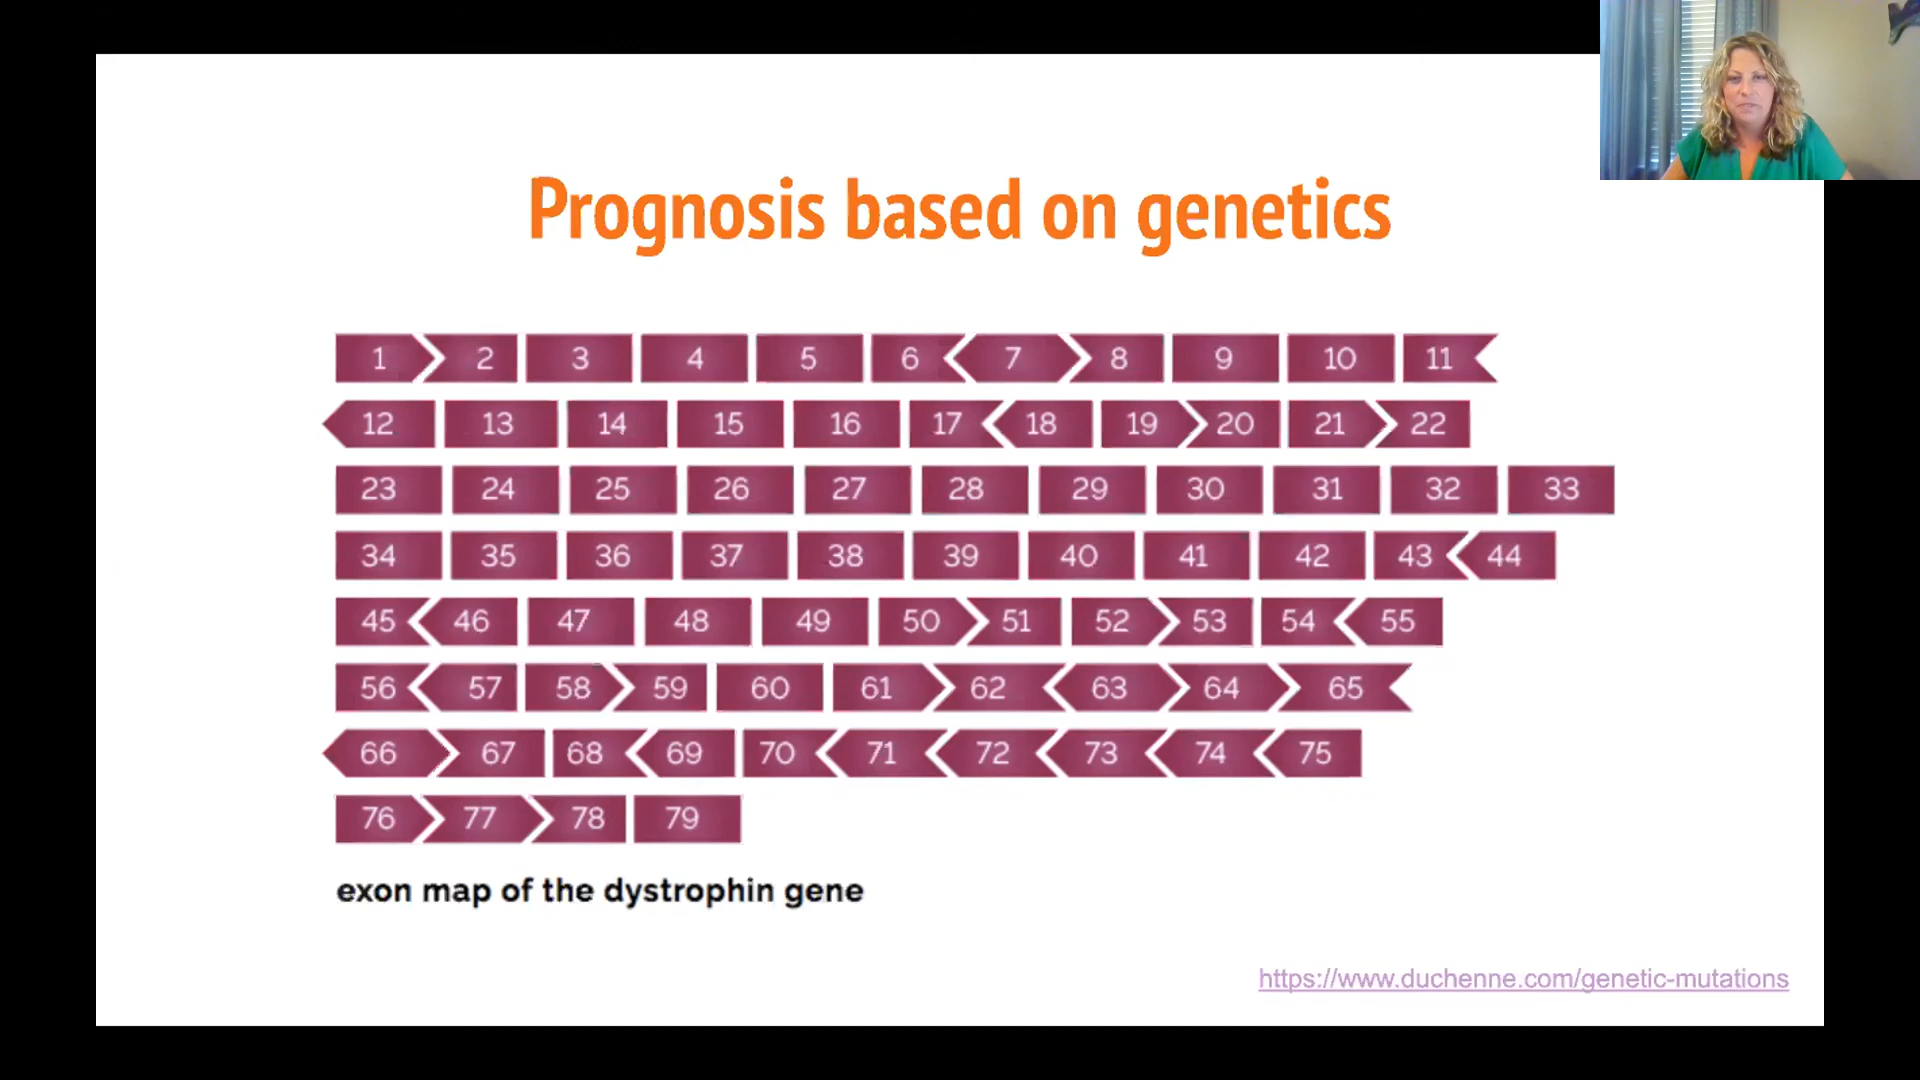 Prognosis based on genetics
1 2 3 4 5 6 7 8 9 10 11
12 13 14 15 16 17 18 19 20 21 22
23 24 25 26 27 28 29 30 31 32 33
34 35 36 37 38 39 40 41 42 43 44
45 46 47 48 49 50 51 52 53 54 55
56 57 58 59 60 61 62 63 64 65
66 67 68 69 70 71 72 73 74 75
76 77 78 79
exon map of the dystrophin gene
https://www.duchenne.com/genetic-mutations